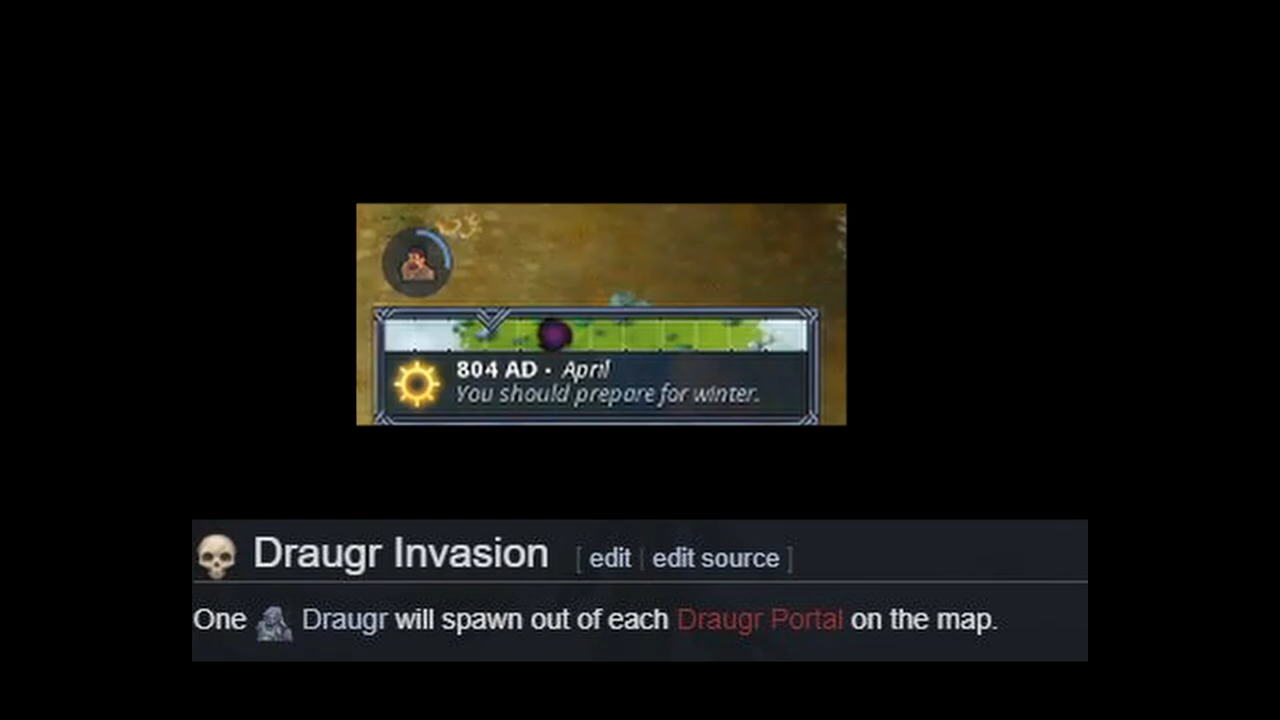 804 AD · April
You should prepare for winter.
Draugr Invasion [ edit | edit source ]
One Draugr will spawn out of each Draugr Portal on the map.